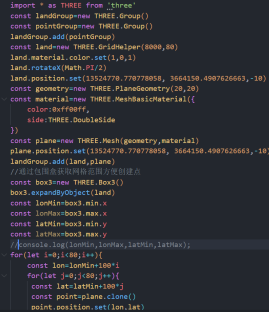 import * as THREE from 'three'
const landGroup=new THREE.Group()
const pointGroup=new THREE.Group()
landGroup.add(pointGroup)
const land=new THREE.GridHelper(8000,80)
land.material.color.set(1,0,1)
land.rotateX(Math.PI/2)
land.position.set(13524770.770778058, 3664150.4907626663,-10)
const geometry=new THREE.PlaneGeometry(20,20)
const material=new THREE.MeshBasicMaterial({
color:0xff00ff,
side:THREE.DoubleSide
})
const plane=new THREE.Mesh(geometry,material)
plane.position.set(13524770.770778058, 3664150.4907626663,-10)
landGroup.add(land,plane)
//通过包围盒获取网格范围方便创建点
const box3=new THREE.Box3()
box3.expandByObject(land)
const lonMin=box3.min.x
const lonMax=box3.max.x
const latMin=box3.min.y
const latMax=box3.max.y
//console.log(lonMin,lonMax,latMin,latMax);
for(let i=0;i<80;i++){
const lon=lonMin+100*i
for(let j=0;j<80;j++){
const lat=latMin+100*j
const point=plane.clone()
point.position.set(lon,lat)